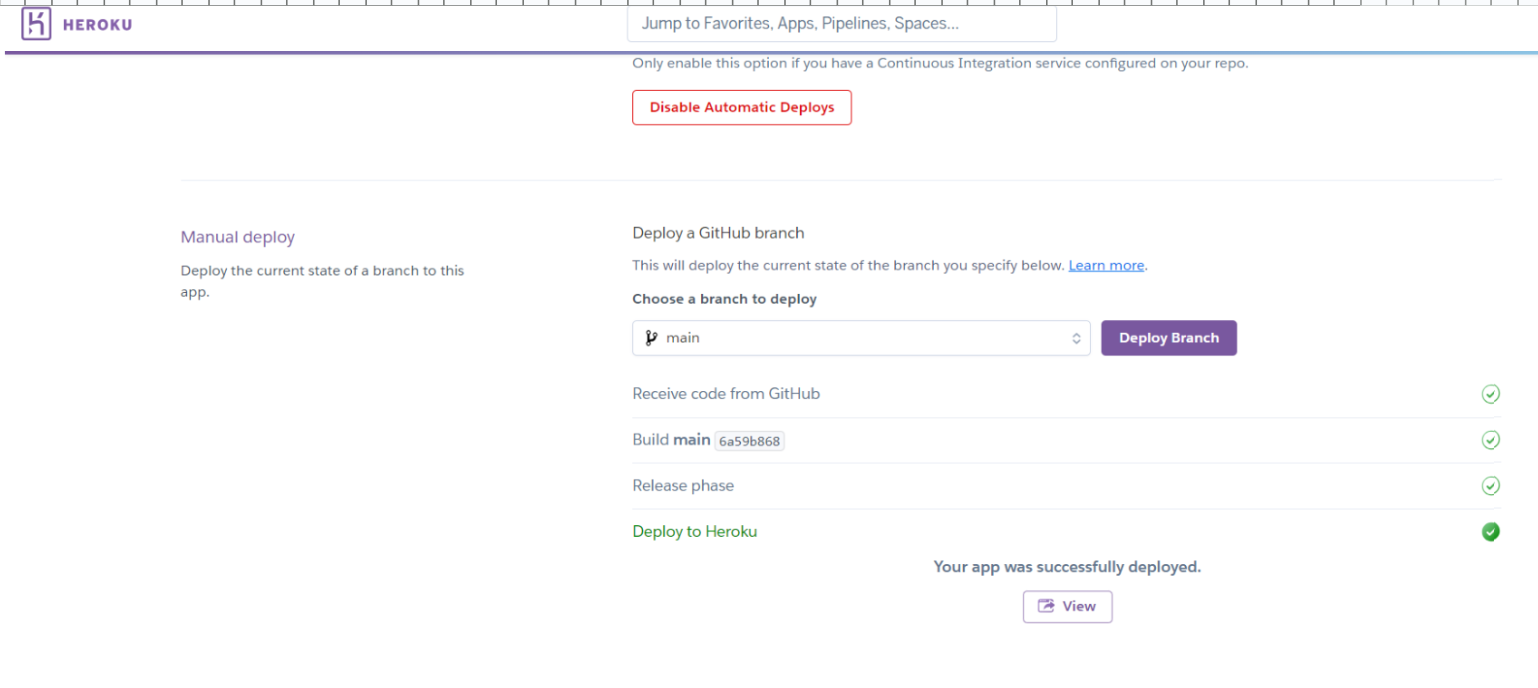 HEROKU
Jump to Favorites, Apps, Pipelines, Spaces...
Only enable this option if you have a Continuous Integration service configured on your repo.
Disable Automatic Deploys
Manual deploy
Deploy the current state of a branch to this
app.
Deploy a GitHub branch
This will deploy the current state of the branch you specify below. Learn more.
Choose a branch to deploy
main
Deploy Branch
Receive code from GitHub
Build main 6a59b868
Release phase
Deploy to Heroku
Your app was successfully deployed.
View